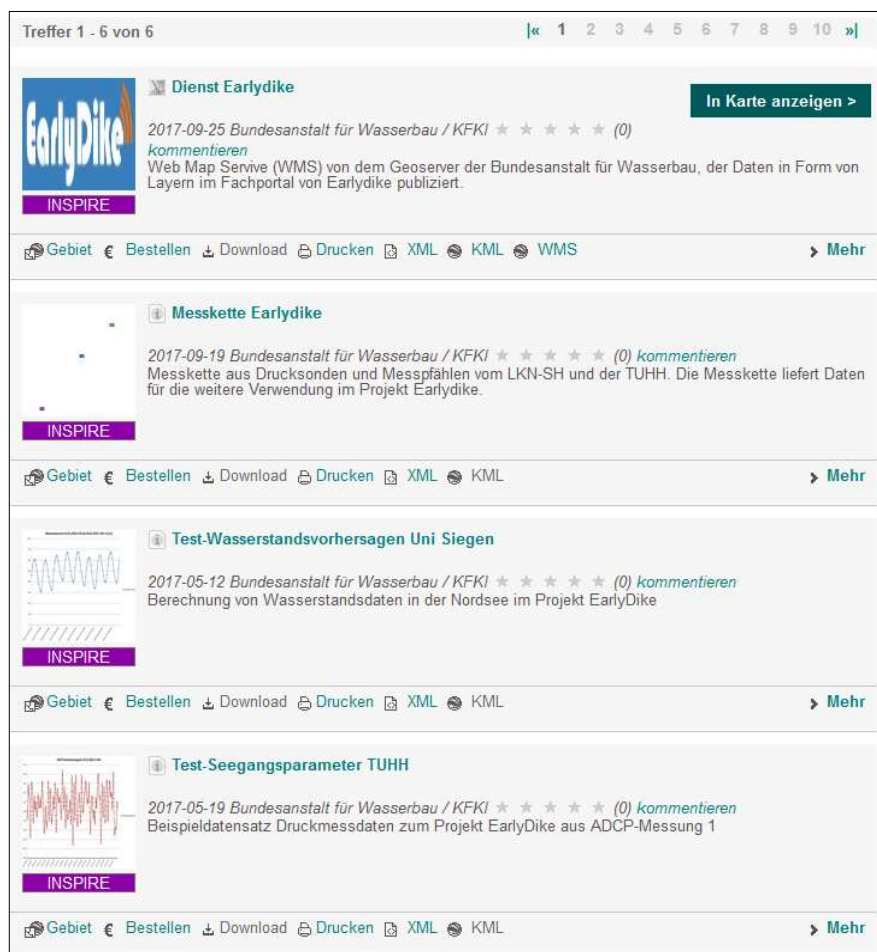 Treffer 1 - 6 von 6
|« 1 2 3 4 5 6 7 8 9 10 »|
EarlyDike
INSPIRE
Dienst Earlydike
In Karte anzeigen >
2017-09-25 Bundesanstalt für Wasserbau / KFKI ★ ★ ★ ★ ★ (0)
kommentieren
Web Map Servive (WMS) von dem Geoserver der Bundesanstalt für Wasserbau, der Daten in Form von
Layern im Fachportal von Earlydike publiziert.
Gebiet € Bestellen Download Drucken XML KML WMS > Mehr
INSPIRE
Messkette Earlydike
2017-09-19 Bundesanstalt für Wasserbau / KFKI ★ ★ ★ ★ ★ (0) kommentieren
Messkette aus Drucksonden und Messpfählen vom LKN-SH und der TUHH. Die Messkette liefert Daten
für die weitere Verwendung im Projekt Earlydike.
Gebiet € Bestellen Download Drucken XML KML > Mehr
INSPIRE
Test-Wasserstandsvorhersagen Uni Siegen
2017-05-12 Bundesanstalt für Wasserbau / KFKI ★ ★ ★ ★ ★ (0) kommentieren
Berechnung von Wasserstandsdaten in der Nordsee im Projekt EarlyDike
Gebiet € Bestellen Download Drucken XML KML > Mehr
INSPIRE
Test-Seegangsparameter TUHH
2017-05-19 Bundesanstalt für Wasserbau / KFKI ★ ★ ★ ★ ★ (0) kommentieren
Beispieldatensatz Druckmessdaten zum Projekt EarlyDike aus ADCP-Messung 1
Gebiet € Bestellen Download Drucken XML KML > Mehr